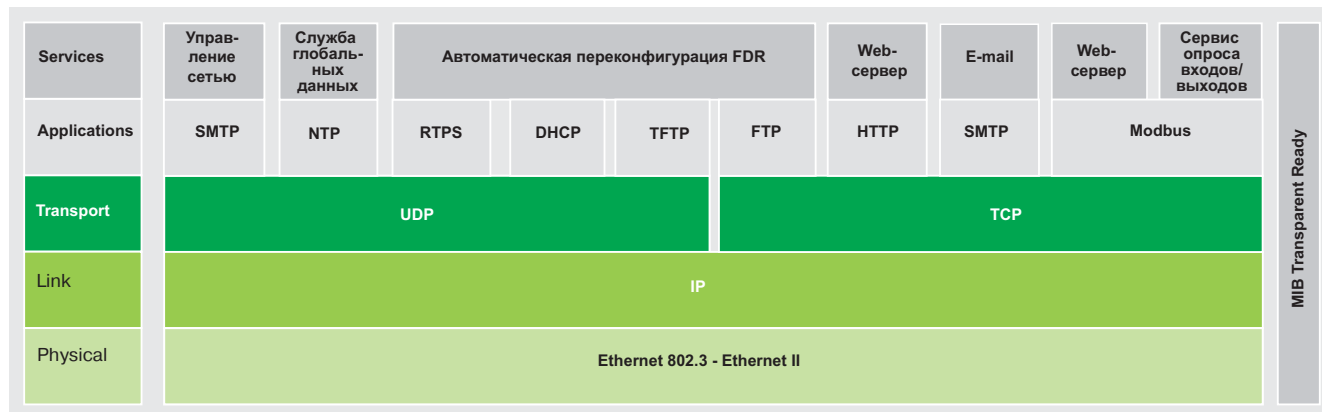 Services
Управ-
ление
сетью
Служба
глобаль-
ных
данных
Автоматическая переконфигурация FDR
Web-
сервер
E-mail
Web-
сервер
Сервис
опроса
входов/
выходов
Applications
SMTP
NTP
RTPS
DHCP
TFTP
FTP
HTTP
SMTP
Modbus
Transport
UDP
TCP
Link
IP
Physical
Ethernet 802.3 - Ethernet II
MIB Transparent Ready